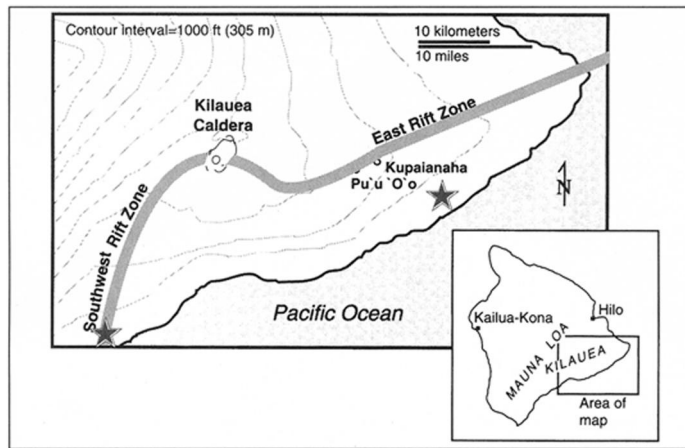 Contour interval=1000 ft (305 m)
10 kilometers
10 miles
Kilauea
Caldera
East Rift Zone
Kupaianaha
Pu`u `O`o
Southwest Rift Zone
N
Pacific Ocean
Kailua-Kona
Hilo
MAUNA LOA
KILAUEA
Area of
map